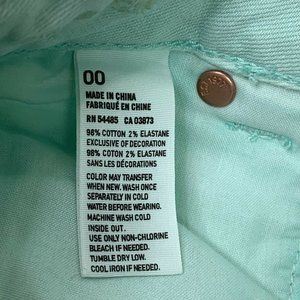 00
MADE IN CHINA
FABRIQUÉ EN CHINE
RN 54485 CA 03873
98% COTTON 2% ELASTANE
EXCLUSIVE OF DECORATION
98% COTTON 2% ELASTANE
SANS LES DÉCORATIONS
COLOR MAY TRANSFER
WHEN NEW. WASH ONCE
SEPARATELY IN COLD
WATER BEFORE WEARING.
MACHINE WASH COLD
INSIDE OUT.
USE ONLY NON-CHLORINE
BLEACH IF NEEDED.
TUMBLE DRY LOW.
COOL IRON IF NEEDED.